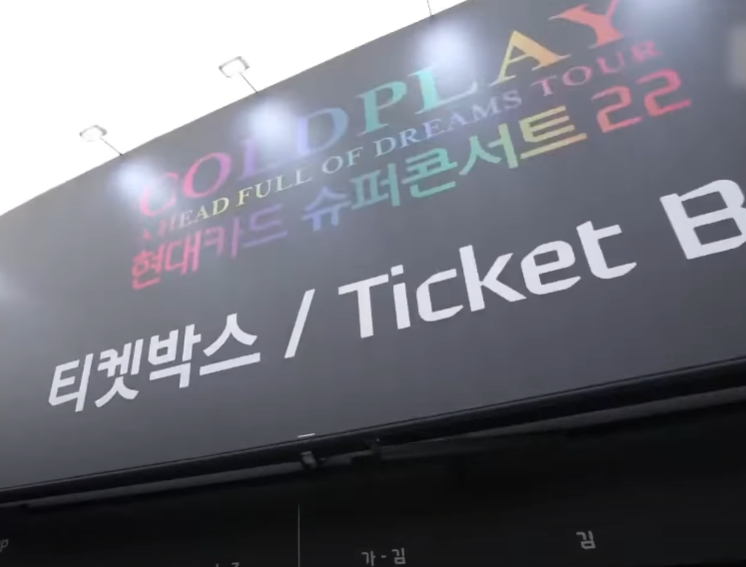 COLDPLAY
A HEAD FULL OF DREAMS TOUR
현대카드 슈퍼콘서트 22
티켓박스 / Ticket B
가-김
김